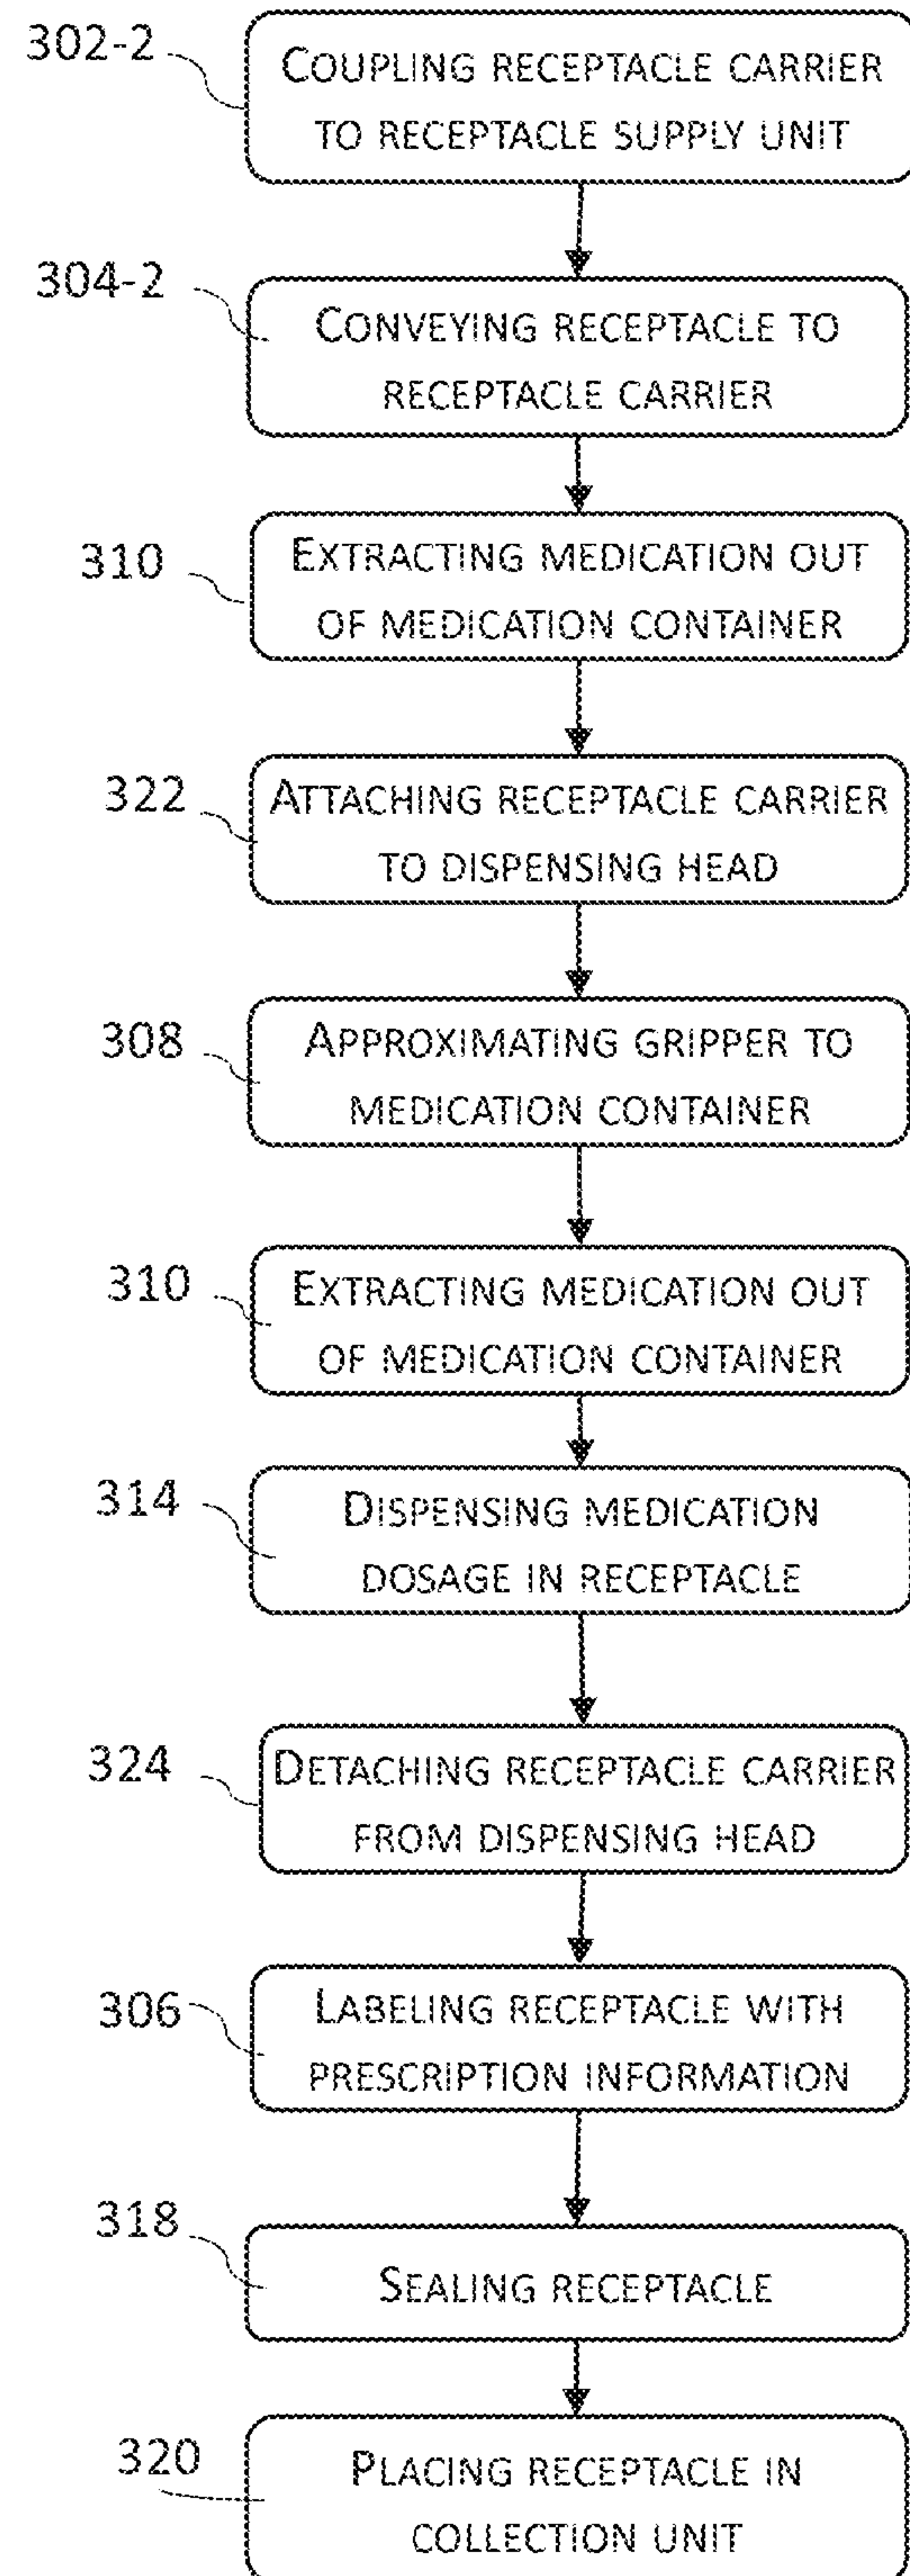 302-2
COUPLING RECEPTACLE CARRIER
TO RECEPTACLE SUPPLY UNIT
304-2
CONVEYING RECEPTACLE TO
RECEPTACLE CARRIER
310
EXTRACTING MEDICATION OUT
OF MEDICATION CONTAINER
322
ATTACHING RECEPTACLE CARRIER
TO DISPENSING HEAD
308
APPROXIMATING GRIPPER TO
MEDICATION CONTAINER
310
EXTRACTING MEDICATION OUT
OF MEDICATION CONTAINER
314
DISPENSING MEDICATION
DOSAGE IN RECEPTACLE
324
DETACHING RECEPTACLE CARRIER
FROM DISPENSING HEAD
306
LABELING RECEPTACLE WITH
PRESCRIPTION INFORMATION
318
SEALING RECEPTACLE
320
PLACING RECEPTACLE IN
COLLECTION UNIT